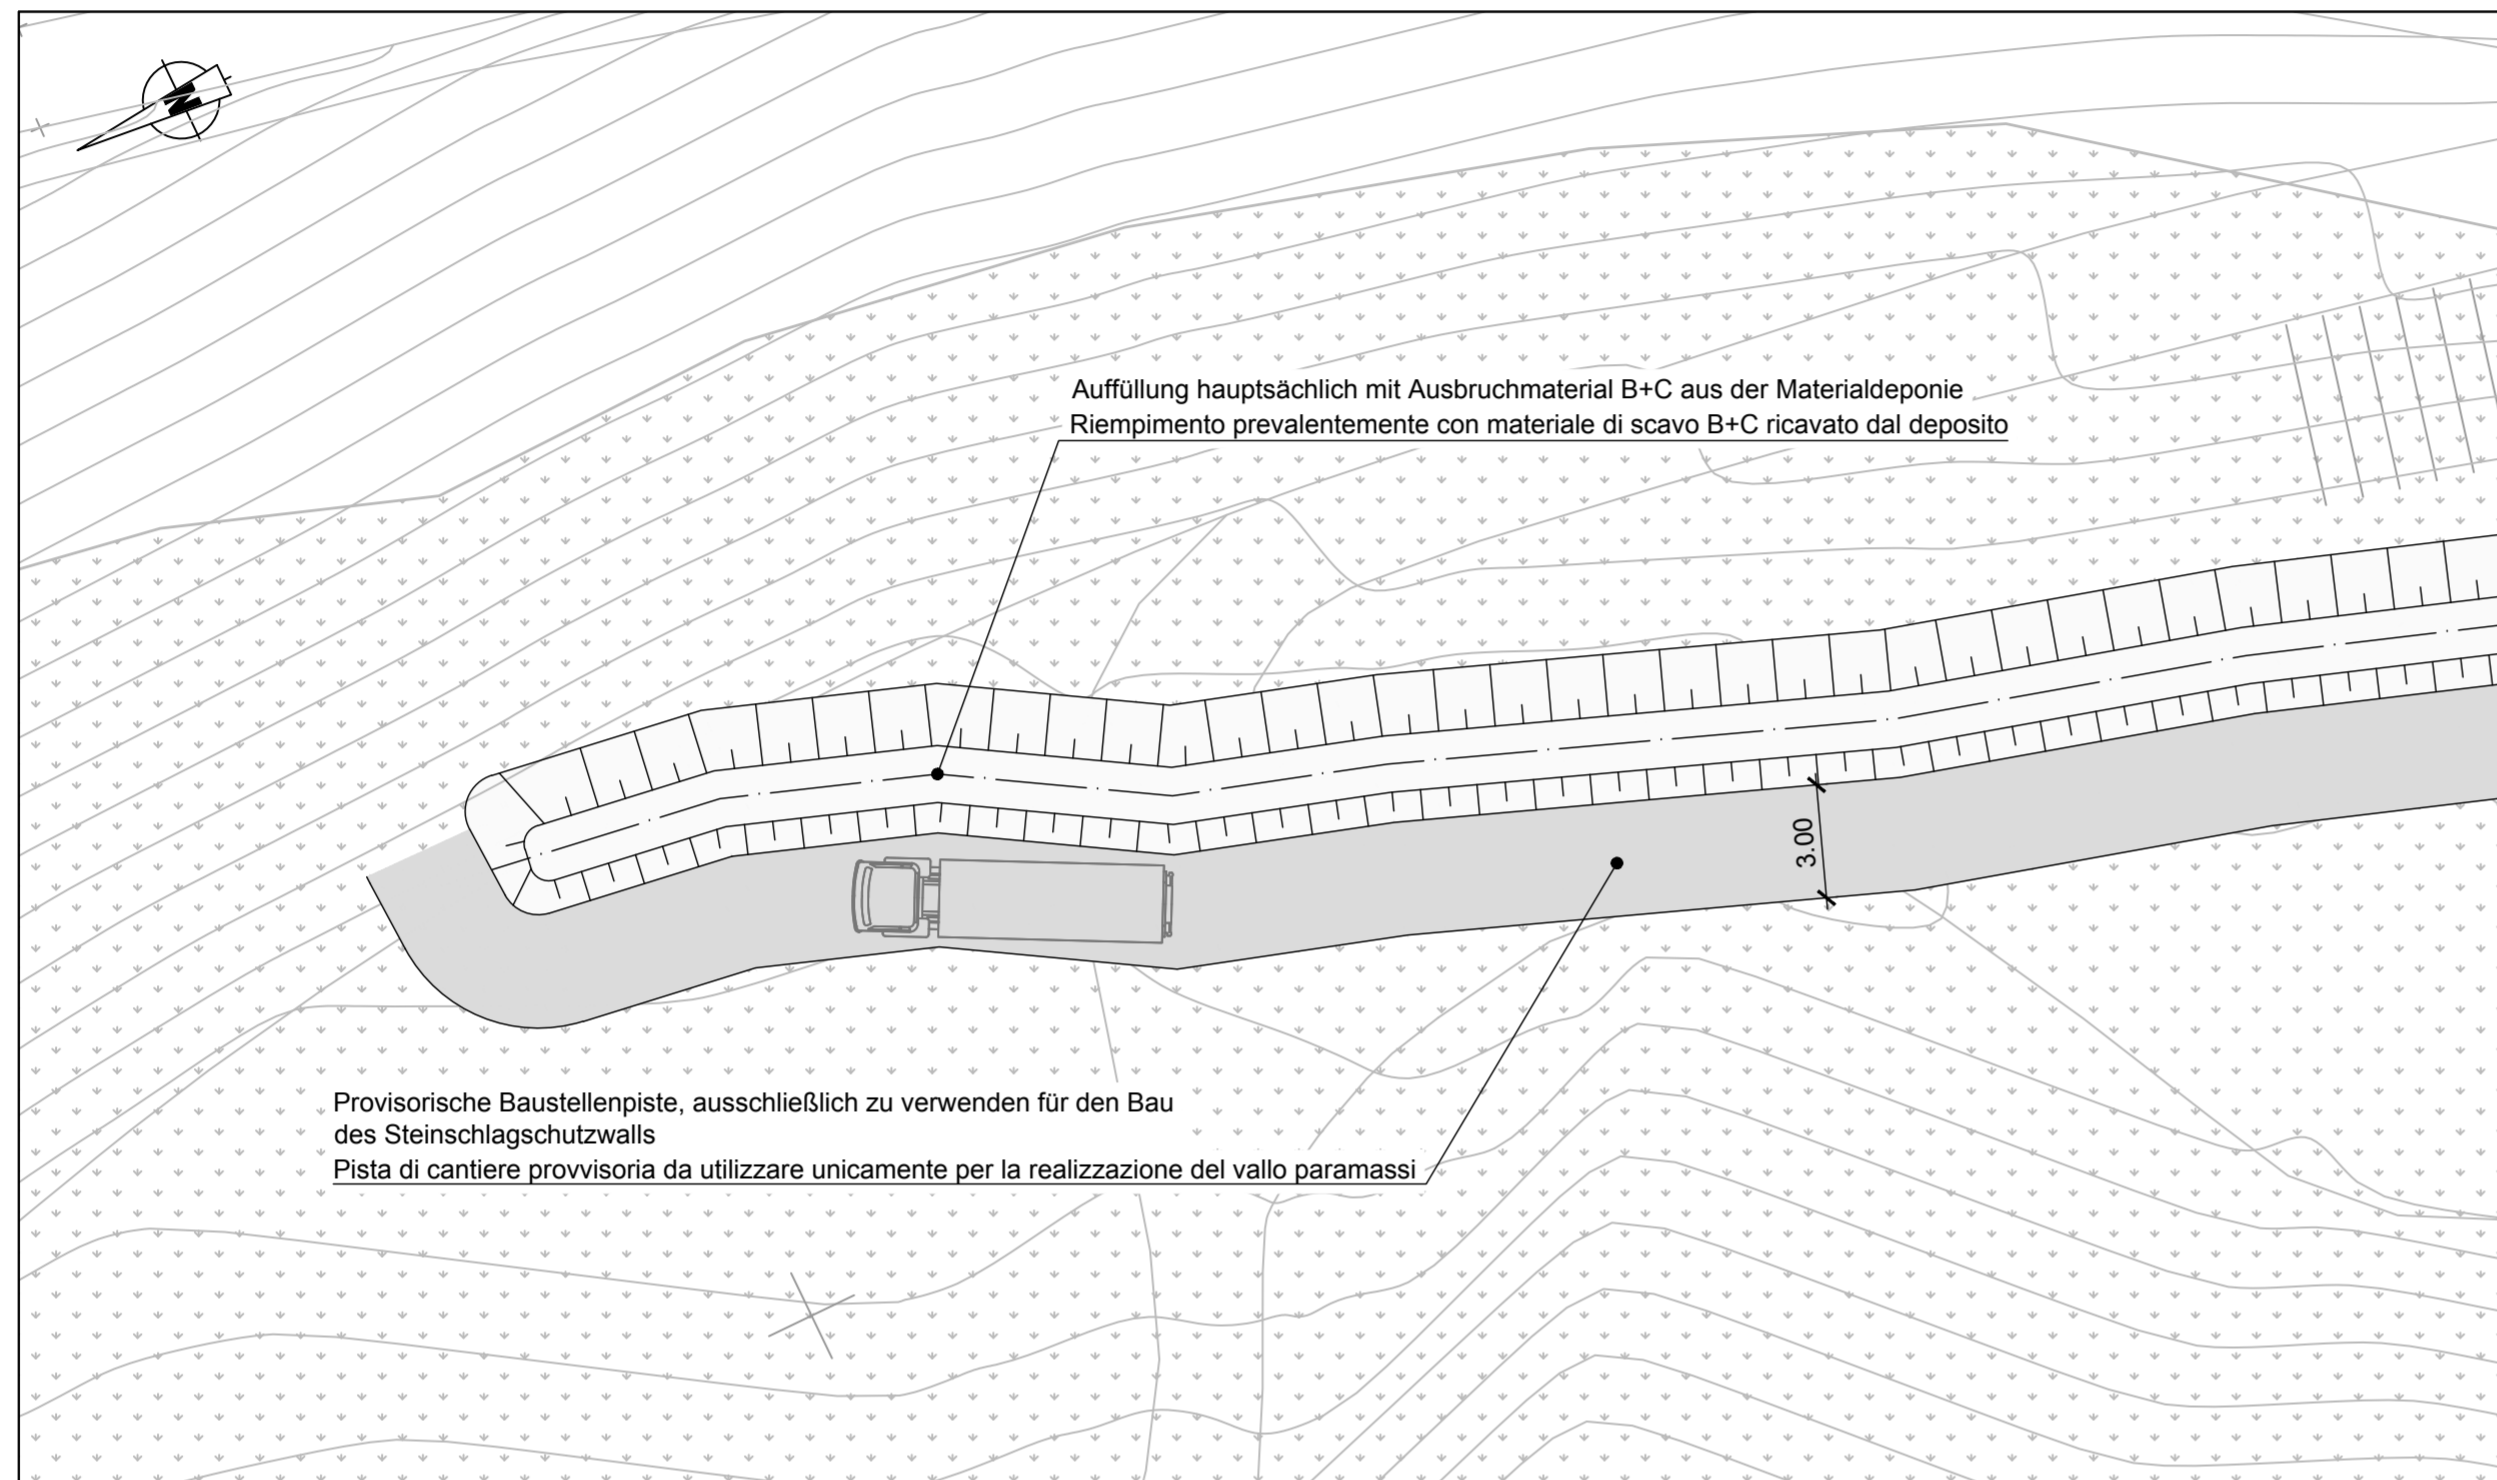 N
Auffüllung hauptsächlich mit Ausbruchmaterial B+C aus der Materialdeponie
Riempimento prevalentemente con materiale di scavo B+C ricavato dal deposito
3.00
Provisorische Baustellenpiste, ausschließlich zu verwenden für den Bau
des Steinschlagschutzwalls
Pista di cantiere provvisoria da utilizzare unicamente per la realizzazione del vallo paramassi